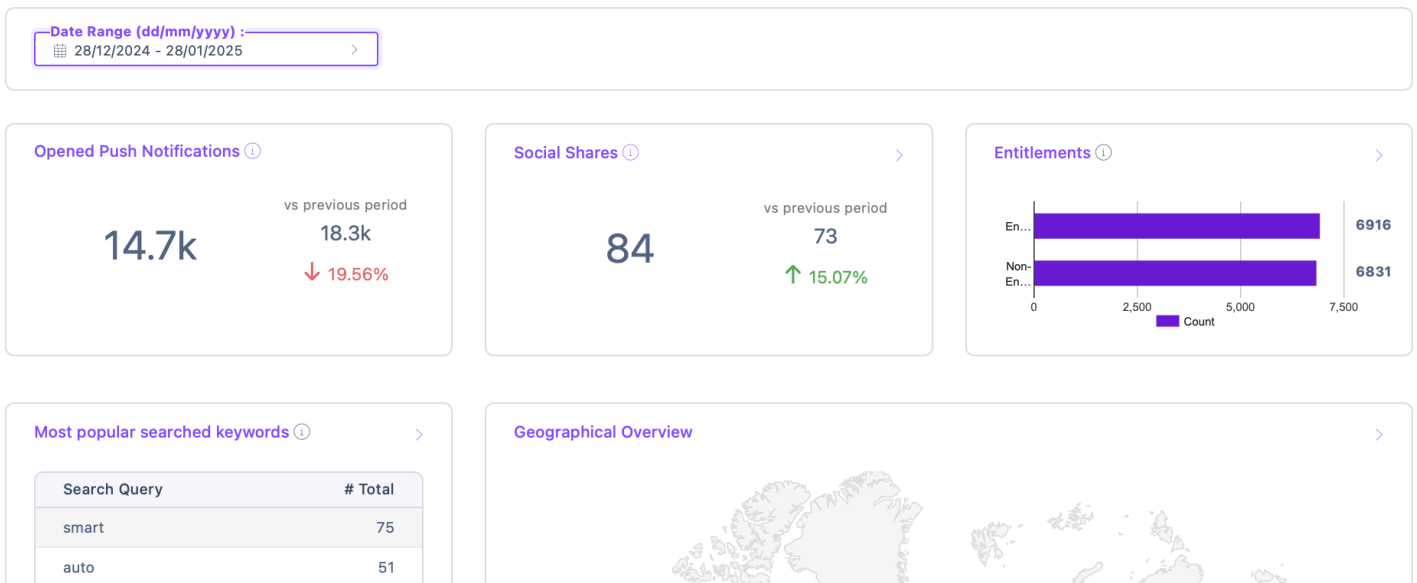 Date Range (dd/mm/yyyy) :
28/12/2024 - 28/01/2025
Opened Push Notifications
vs previous period
14.7k
18.3k
19.56%
Social Shares
vs previous period
84
73
15.07%
Entitlements
En...
6916
Non-
En...
6831
0
2,500
5,000
7,500
Count
Most popular searched keywords
Search Query # Total
smart 75
auto 51
Geographical Overview